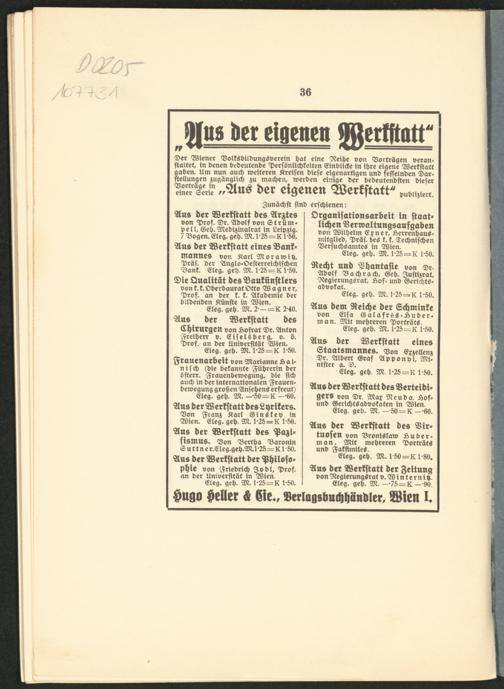 D0205
107731
36
„Aus der eigenen Werkstatt“
Der Wiener Volksbildungsverein hat eine Reihe von Vorträgen veran-
staltet, in denen bedeutende Persönlichkeiten Einblicke in ihre eigene Werkstatt
gaben. Um nun auch weiteren Kreisen diese eigenartigen und fesselnden Dar-
stellungen zugänglich zu machen, werden einige der bedeutendsten dieser
Vorträge in einer Serie „Aus der eigenen Werkstatt“ publiziert.
Zunächst sind erschienen:
Aus der Werkstatt des Arztes
von Prof. Dr. Adolf von Strüm-
pell, Geh. Medizinalrat in Leipzig.
7 Bogen. Eleg. geh. M. 1·25 = K 1·50.
Aus der Werkstatt eines Bank-
mannes von Karl Morawitz,
Präs. der Anglo-Oesterreichischen
Bank. Eleg. geh. M. 1·25 = K 1·50.
Die Qualität des Baukünstlers
von k. k. Oberbaurat Otto Wagner,
Prof. an der k. k. Akademie der
bildenden Künste in Wien.
Eleg. geh. M. 2·— = K 2·40.
Aus der Werkstatt des
Chirurgen von Hofrat Dr. Anton
Freiherr v. Eiselsberg, o. ö.
Prof. an der Universität Wien.
Eleg. geh. M. 1·25 = K 1·50.
Frauenarbeit von Marianne Hai-
nisch (die bekannte Führerin der
österr. Frauenbewegung, die sich
auch in der internationalen Frauen-
bewegung großen Ansehens erfreut)
Eleg. geh. M. —·50 = K —·60.
Aus der Werkstatt des Lyrikers.
Von Franz Karl Ginzkey in
Wien. Eleg. geh. M. 1·25 = K 1·50.
Aus der Werkstatt des Pazi-
fismus. Von Bertha Baronin
Suttner. Eleg. geh. M. 1·25 = K 1·50.
Aus der Werkstatt der Philoso-
phie von Friedrich Jodl, Prof.
an der Universität in Wien.
Eleg. geh. M. 1·25 = K 1·50.
Organisationsarbeit in staat-
lichen Verwaltungsaufgaben
von Wilhelm Exner, Herrenhaus-
mitglied, Präs. des k. k. Technischen
Versuchsamtes in Wien.
Eleg. geh. M. 1·25 = K 1·50.
Recht und Phantasie von Dr.
Adolf Bachrach, Geh. Justizrat,
Regierungsrat, Hof- und Gerichts-
advokat.
Eleg. geh. M. 1·25 = K 1·50.
Aus dem Reiche der Schminke
von Elsa Galafrés-Huber-
man. Mit mehreren Porträts.
Eleg. geh. M. 1·25 = K 1·50.
Aus der Werkstatt eines
Staatsmannes. Von Exzellenz
Dr. Albert Graf Apponyi, Mi-
nister a. D.
Eleg. geh. M. 1·25 = K 1·50.
Aus der Werkstatt des Verteidi-
gers von Dr. Max Neuda, Hof-
und Gerichtsadvokaten in Wien.
Eleg. geh. M. —·50 = K —·60.
Aus der Werkstatt des Vir-
tuosen von Bronislaw Huber-
man. Mit mehreren Porträts
und Faksimiles.
Eleg. geh. M. 1·50 = K 1·80.
Aus der Werkstatt der Zeitung
von Regierungsrat v. Winternitz.
Eleg. geh. M. —·75 = K —·90.
Hugo Heller & Cie., Verlagsbuchhändler, Wien I.